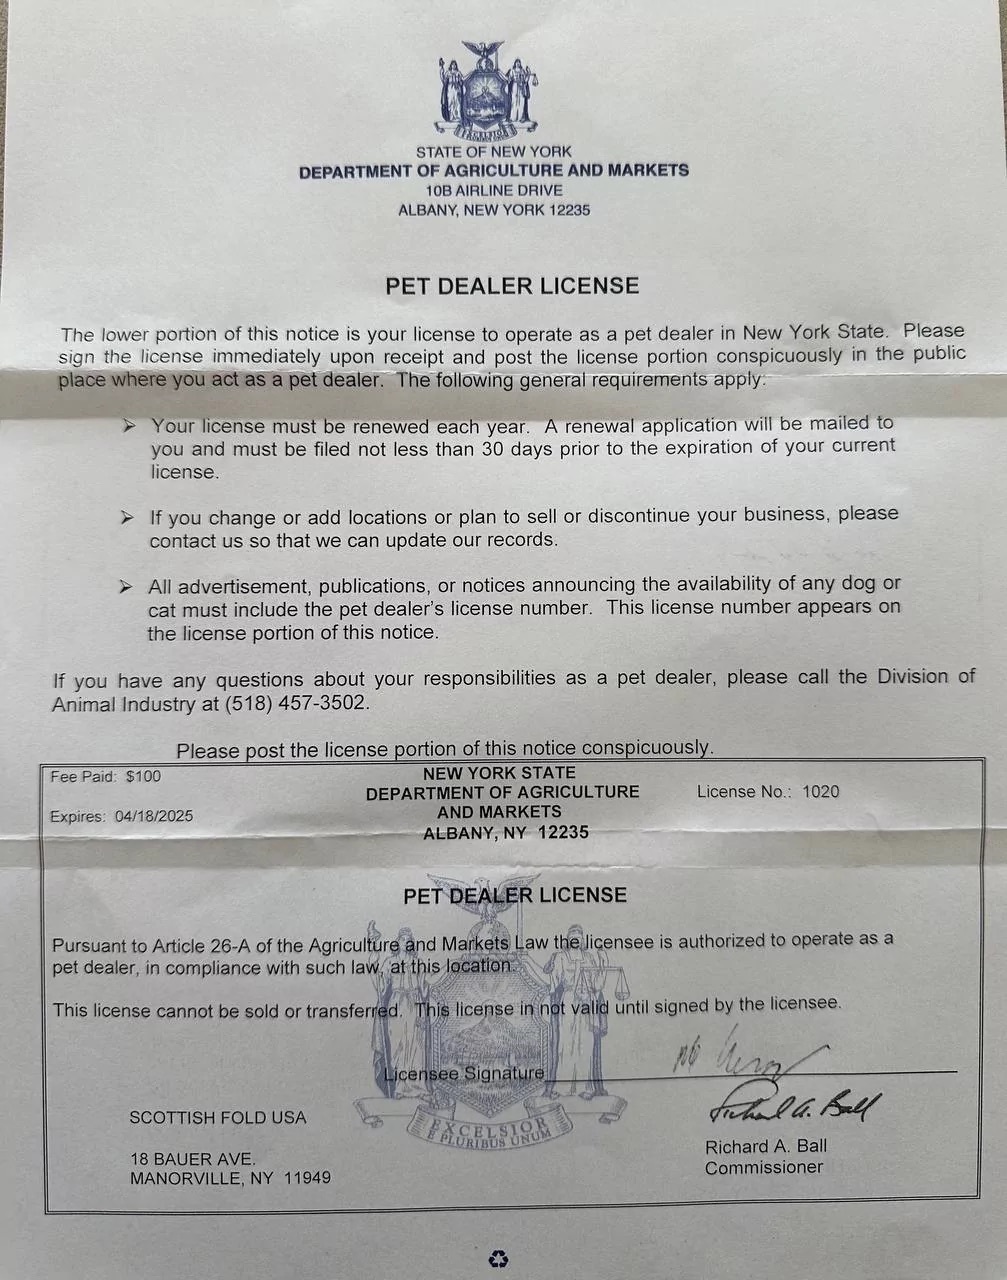 EXCELSIOR
STATE OF NEW YORK
DEPARTMENT OF AGRICULTURE AND MARKETS
10B AIRLINE DRIVE
ALBANY, NEW YORK 12235
PET DEALER LICENSE
The lower portion of this notice is your license to operate as a pet dealer in New York State. Please
sign the license immediately upon receipt and post the license portion conspicuously in the public
place where you act as a pet dealer. The following general requirements apply:
➢ Your license must be renewed each year. A renewal application will be mailed to
you and must be filed not less than 30 days prior to the expiration of your current
license.
➢ If you change or add locations or plan to sell or discontinue your business, please
contact us so that we can update our records.
➢ All advertisement, publications, or notices announcing the availability of any dog or
cat must include the pet dealer's license number. This license number appears on
the license portion of this notice.
If you have any questions about your responsibilities as a pet dealer, please call the Division of
Animal Industry at (518) 457-3502.
Please post the license portion of this notice conspicuously.
Fee Paid: $100
Expires: 04/18/2025
NEW YORK STATE
DEPARTMENT OF AGRICULTURE
AND MARKETS
ALBANY, NY 12235
License No.: 1020
PET DEALER LICENSE
Pursuant to Article 26-A of the Agriculture and Markets Law the licensee is authorized to operate as a
pet dealer, in compliance with such law, at this location.
This license cannot be sold or transferred. This license in not valid until signed by the licensee.
Licensee Signature
EXCELSIOR
E PLURIBUS UNUM
SCOTTISH FOLD USA
18 BAUER AVE.
MANORVILLE, NY 11949
Richard A. Ball
Richard A. Ball
Commissioner